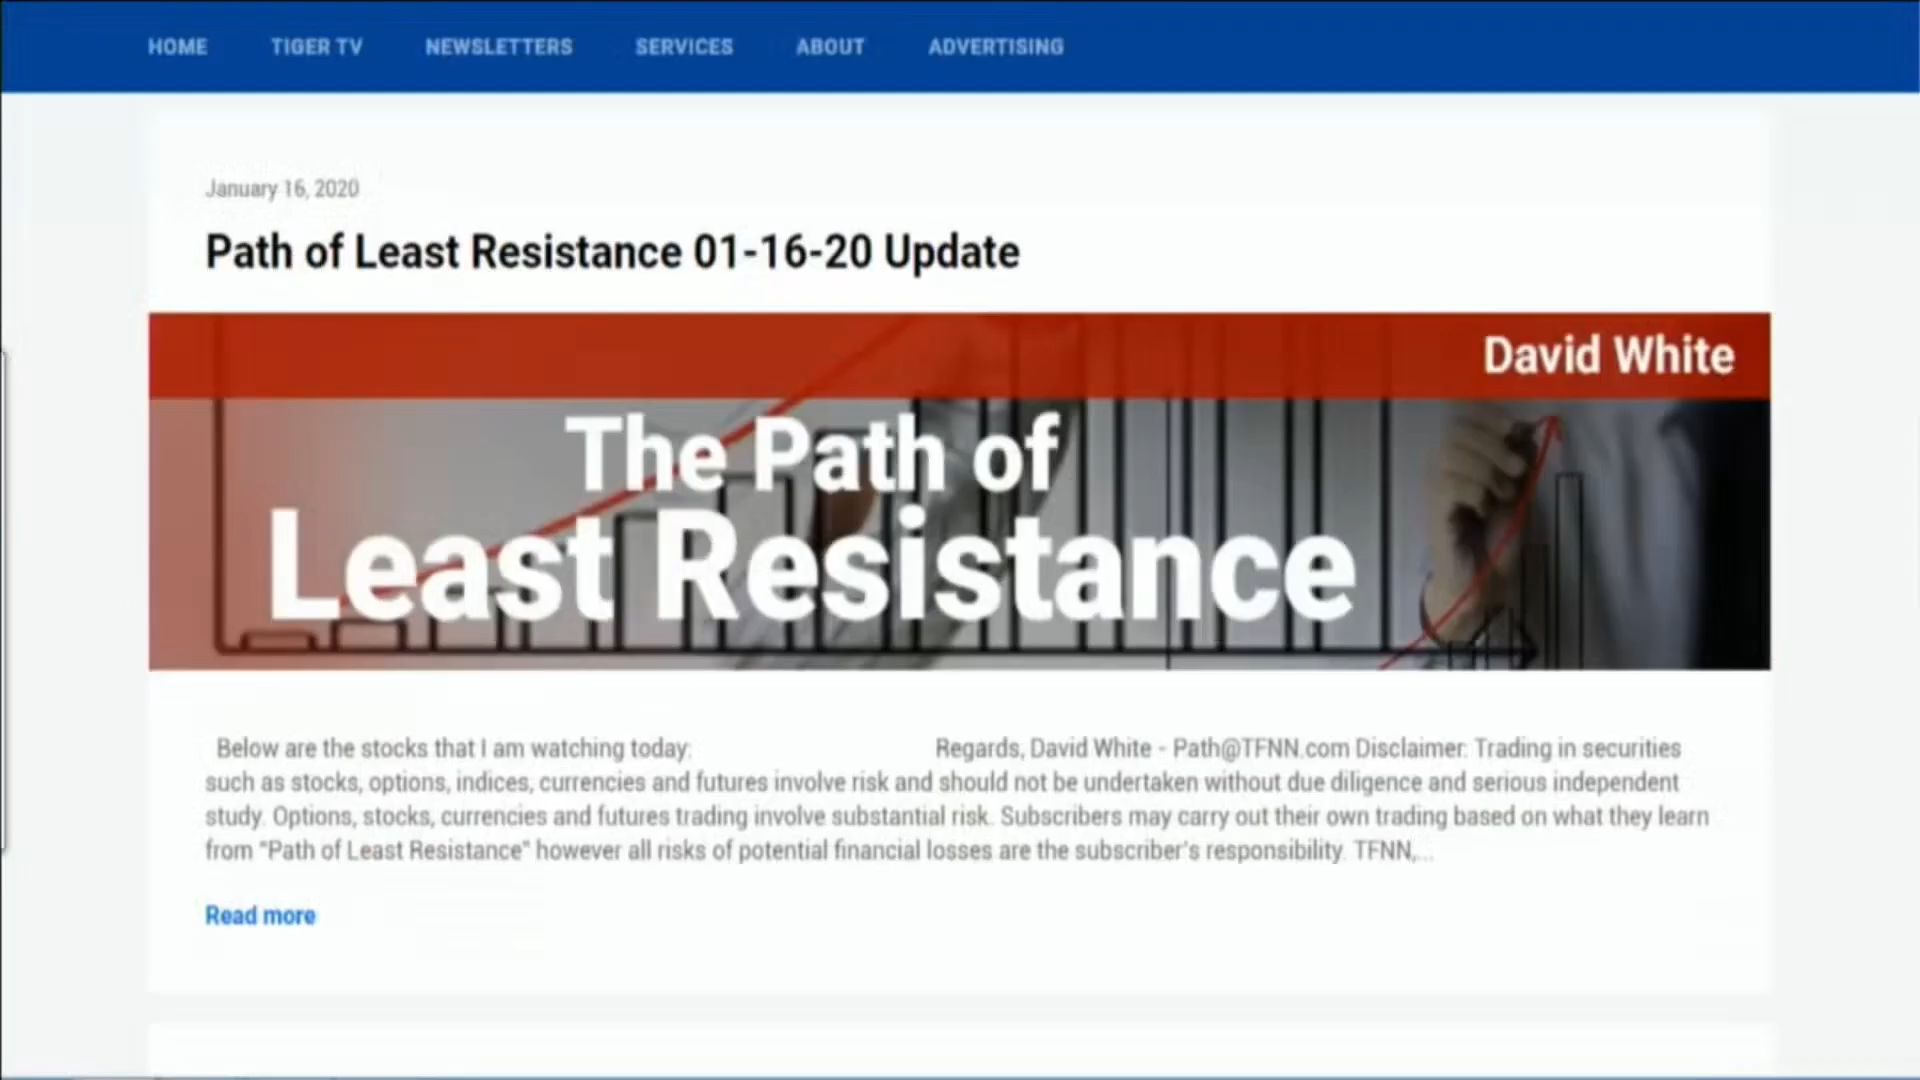 HOME TIGER TV NEWSLETTERS SERVICES ABOUT ADVERTISING
January 16, 2020
Path of Least Resistance 01-16-20 Update
David White
The Path of
Least Resistance
Below are the stocks that I am watching today: Regards, David White - Path@TFNN.com Disclaimer: Trading in securities
such as stocks, options, indices, currencies and futures involve risk and should not be undertaken without due diligence and serious independent
study. Options, stocks, currencies and futures trading involve substantial risk. Subscribers may carry out their own trading based on what they learn
from "Path of Least Resistance" however all risks of potential financial losses are the subscriber's responsibility. TFNN,...
Read more